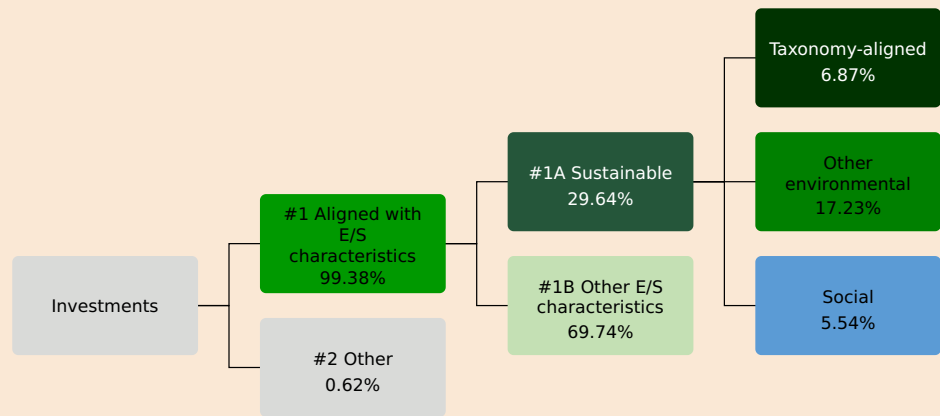 Investments
#1 Aligned with
E/S
characteristics
99.38%
#2 Other
0.62%
#1A Sustainable
29.64%
#1B Other E/S
characteristics
69.74%
Taxonomy-aligned
6.87%
Other
environmental
17.23%
Social
5.54%